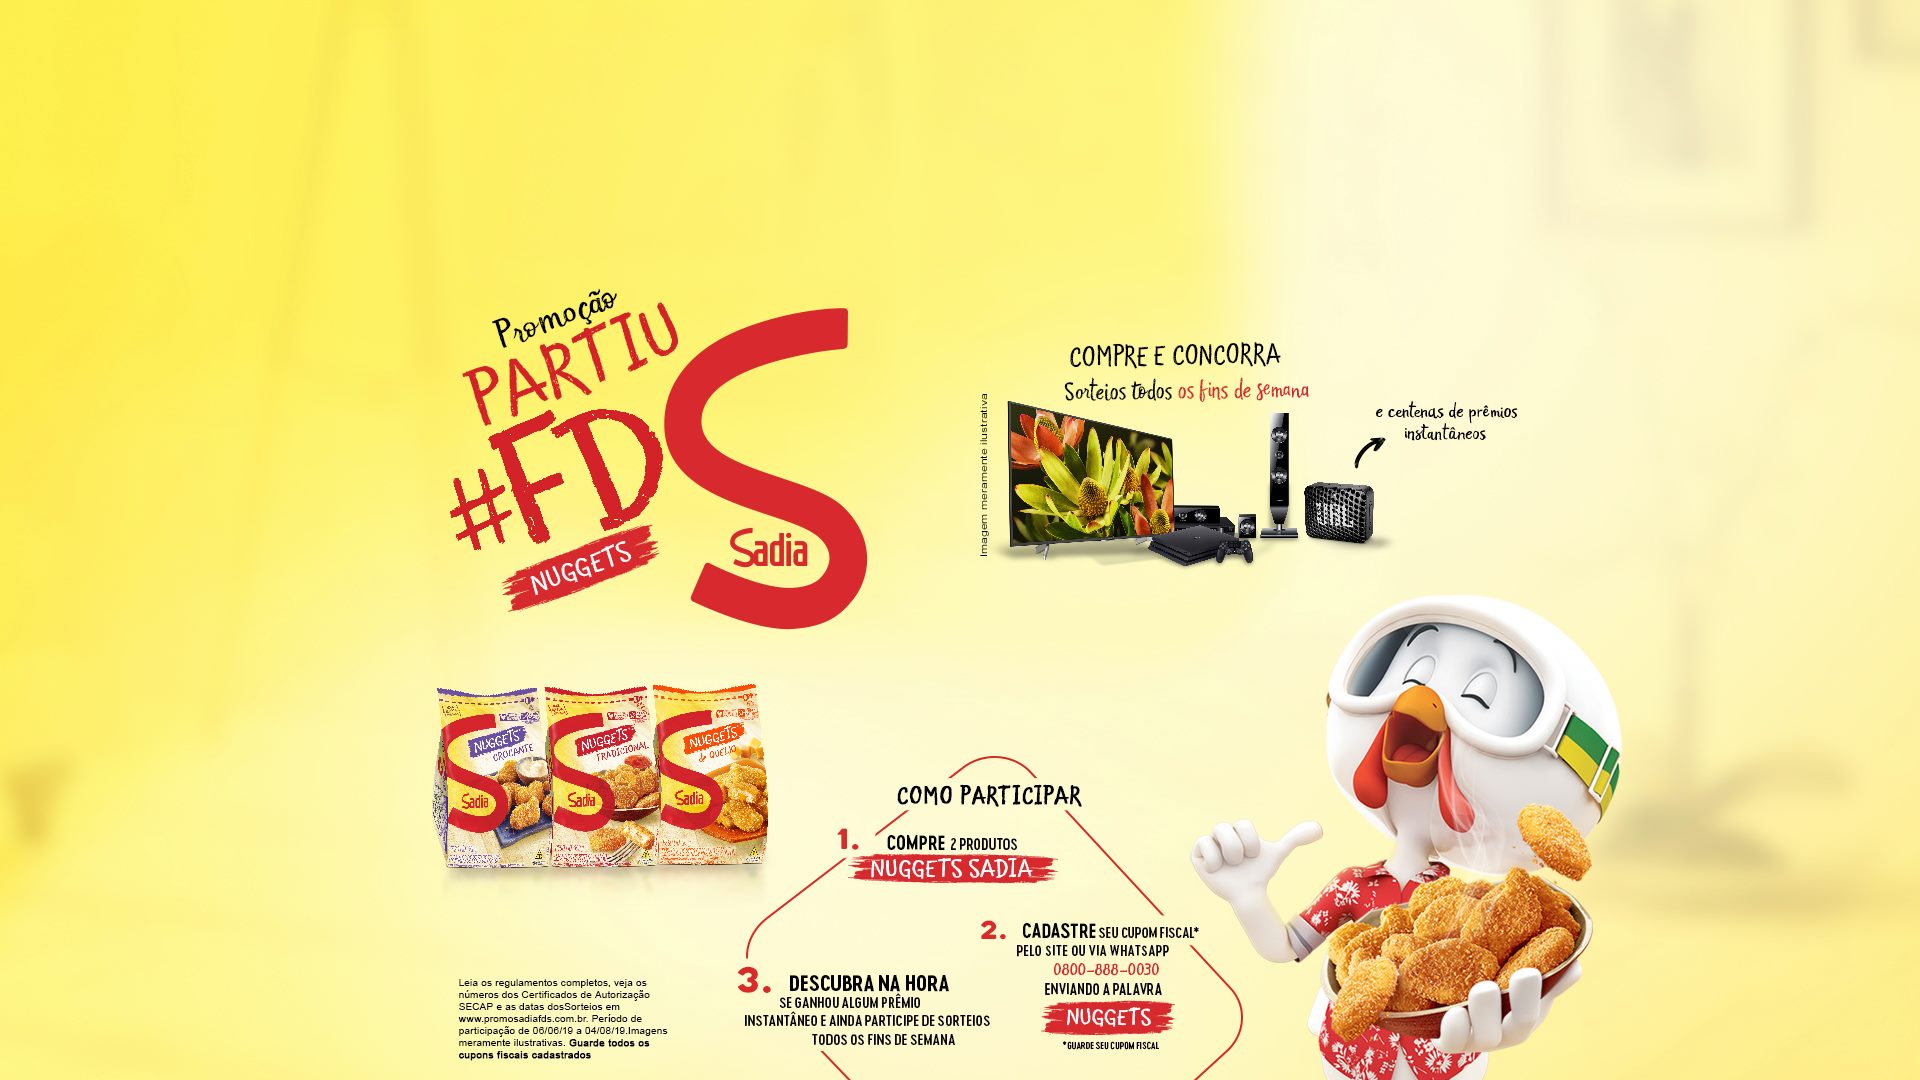 Promoção
PARTIU
#FDS
Sadia
NUGGETS
COMPRE E CONCORRA
Sorteios todos os fins de semana
e centenas de prêmios
instantâneos
Imagem meramente ilustrativa
JBL
NUGGETS
CROCANTE
Sadia
NUGGETS
TRADICIONAL
Sadia
NUGGETS
de QUEIJO
Sadia
COMO PARTICIPAR
1. COMPRE 2 PRODUTOS
NUGGETS SADIA
2. CADASTRE SEU CUPOM FISCAL*
PELO SITE OU VIA WHATSAPP
0800-888-0030
ENVIANDO A PALAVRA
NUGGETS
*GUARDE SEU CUPOM FISCAL
3. DESCUBRA NA HORA
SE GANHOU ALGUM PRÊMIO
INSTANTÂNEO E AINDA PARTICIPE DE SORTEIOS
TODOS OS FINS DE SEMANA
Leia os regulamentos completos, veja os
números dos Certificados de Autorização
SECAP e as datas dosSorteios em
www.promosadiafds.com.br. Período de
participação de 06/06/19 a 04/08/19.Imagens
meramente ilustrativas. Guarde todos os
cupons fiscais cadastrados